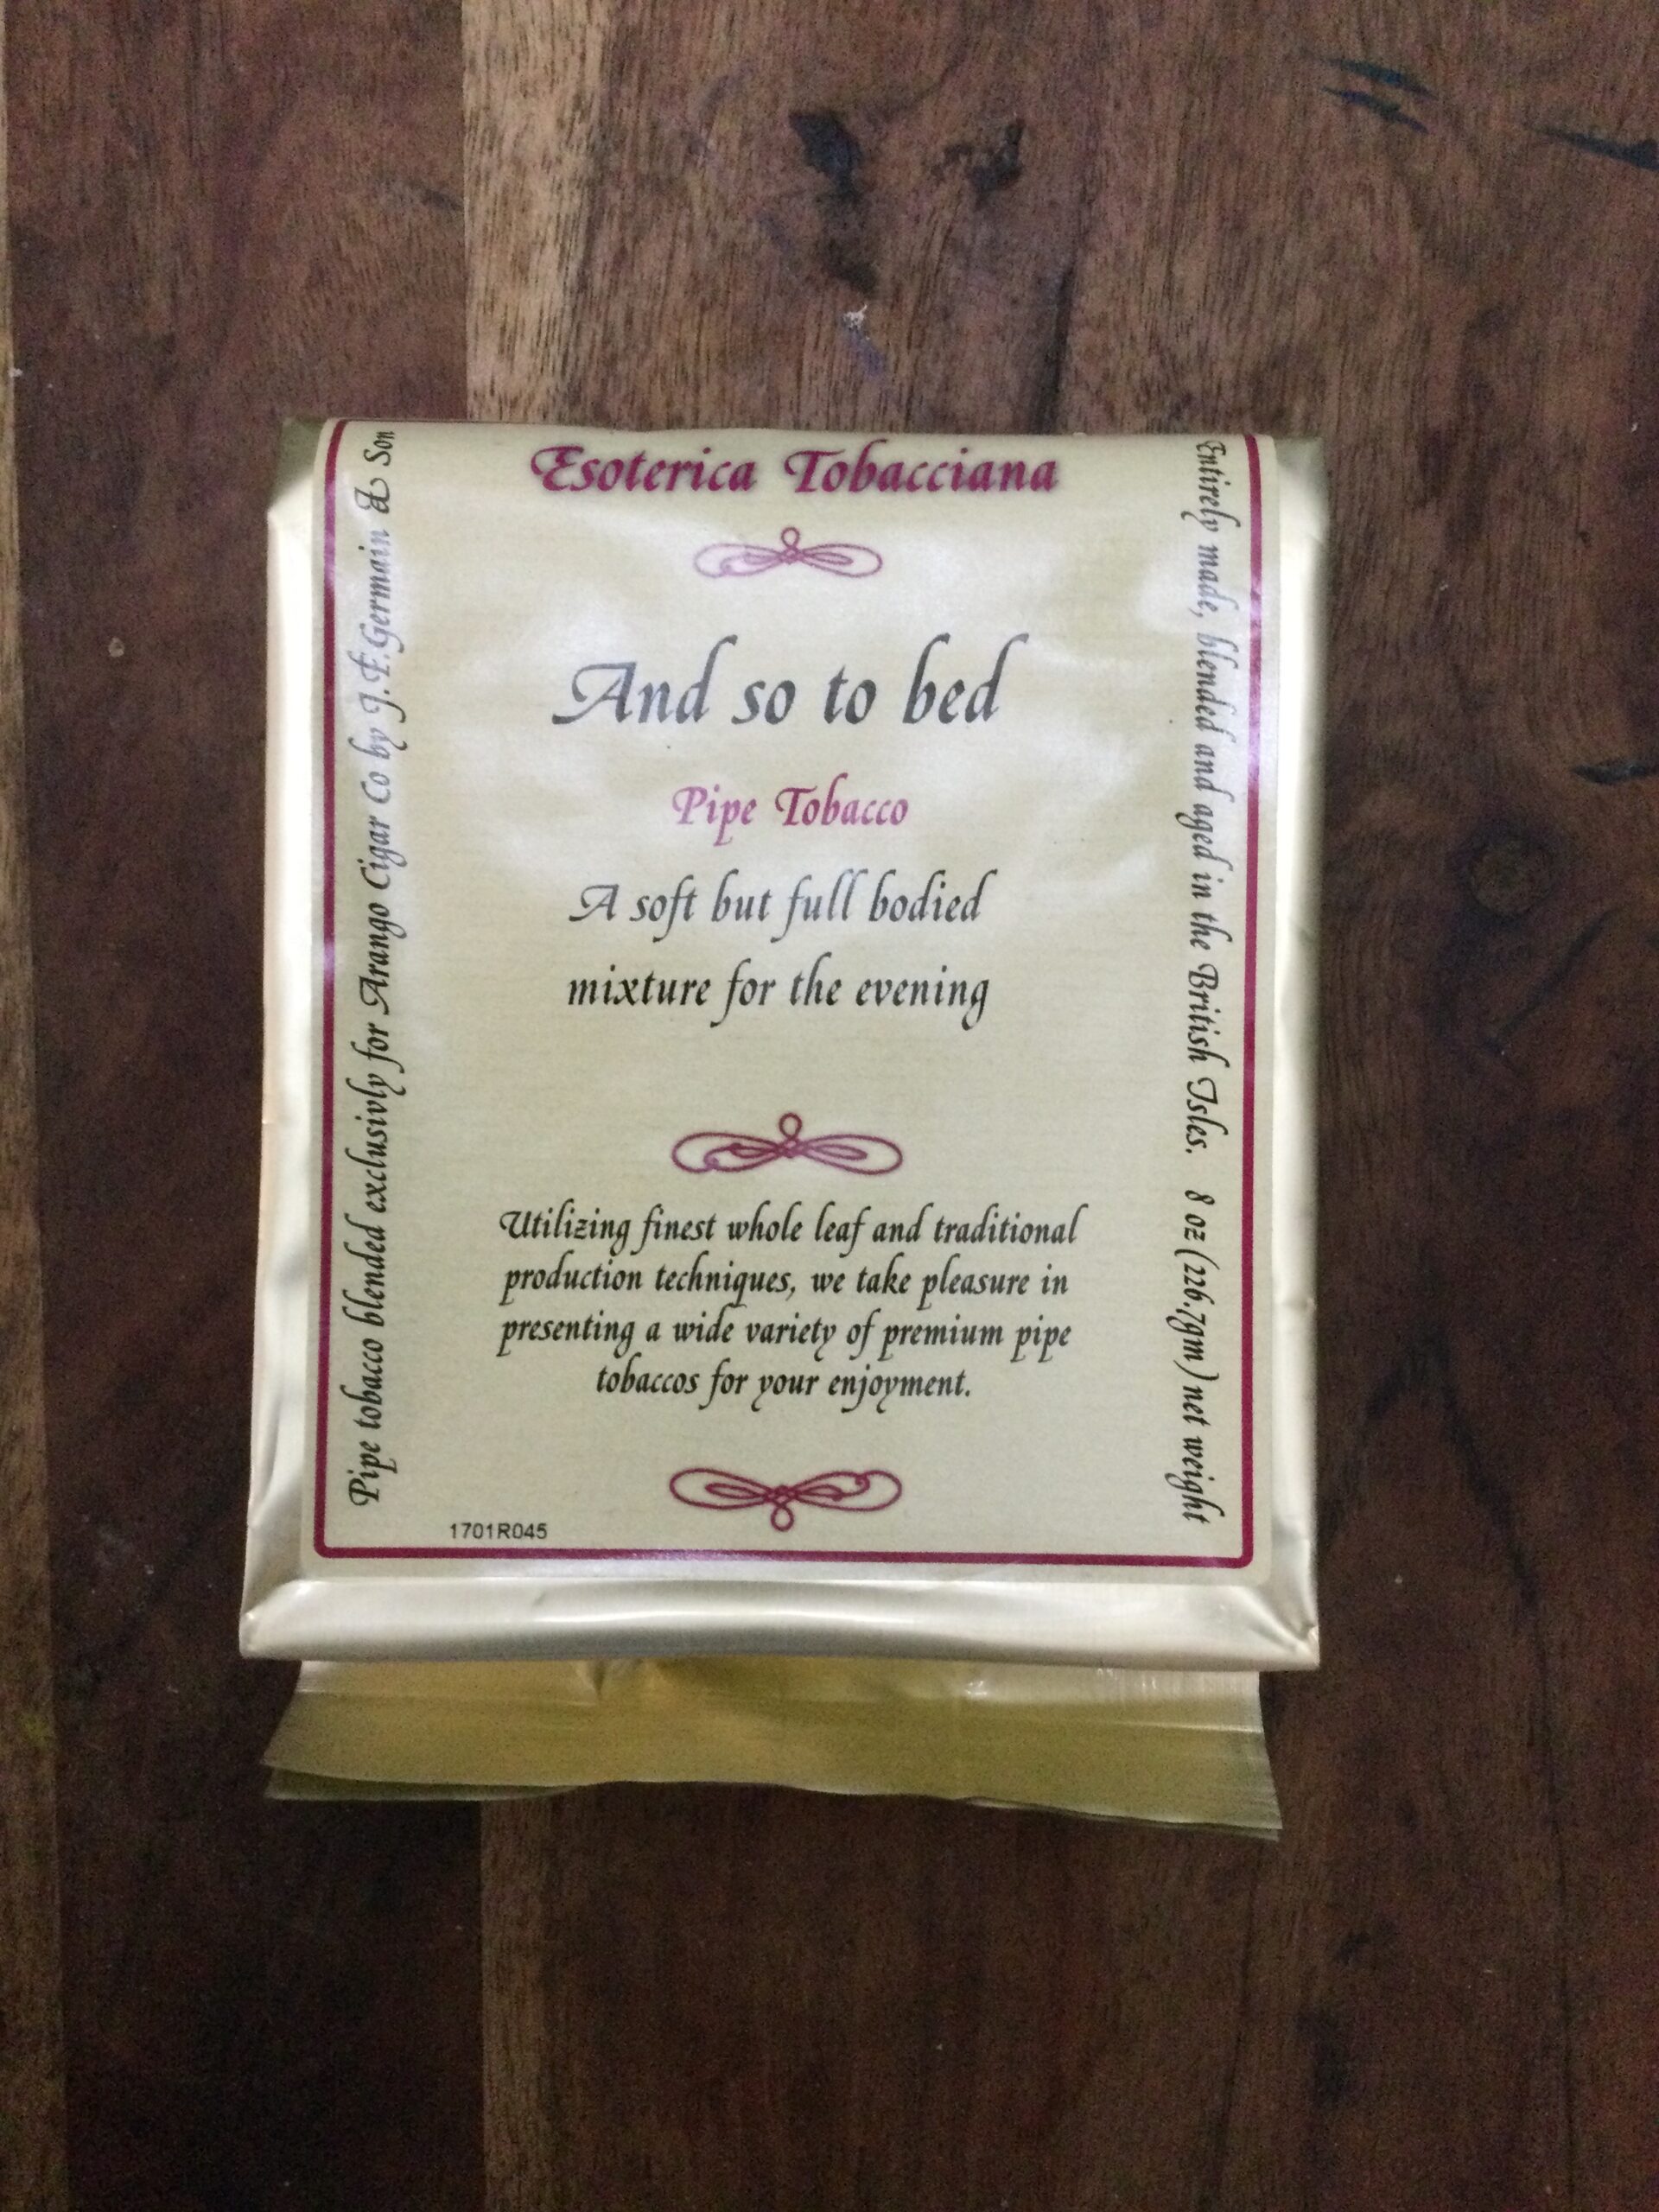 Esoterica Tobacciana
And so to bed
Pipe Tobacco
A soft but full bodied
mixture for the evening
Utilizing finest whole leaf and traditional
production techniques, we take pleasure in
presenting a wide variety of premium pipe
tobaccos for your enjoyment.
1701R045
Pipe tobacco blended exclusivly for Arango Cigar Co by J.F.Germain & Son
Entirely made, blended and aged in the British Isles. 8 oz (226.7gm) net weight